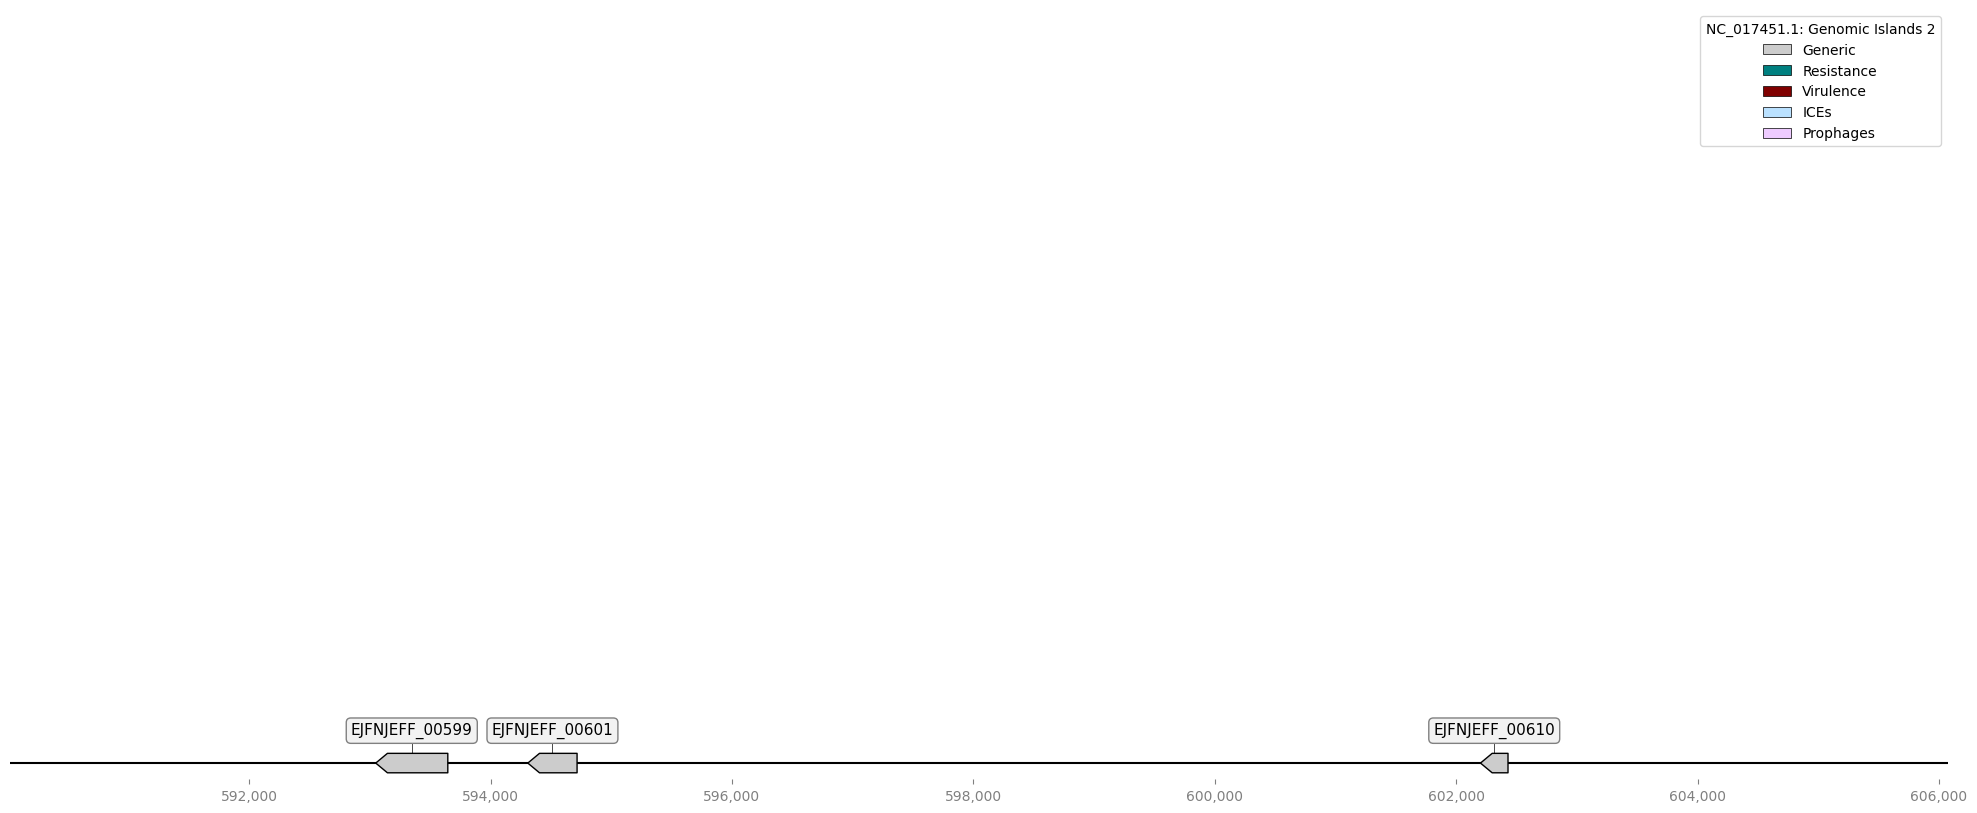 NC_017451.1: Genomic Islands 2
Generic
Resistance
Virulence
ICEs
Prophages
EJFNJEFF_00599 EJFNJEFF_00601 EJFNJEFF_00610
592,000 594,000 596,000 598,000 600,000 602,000 604,000 606,000